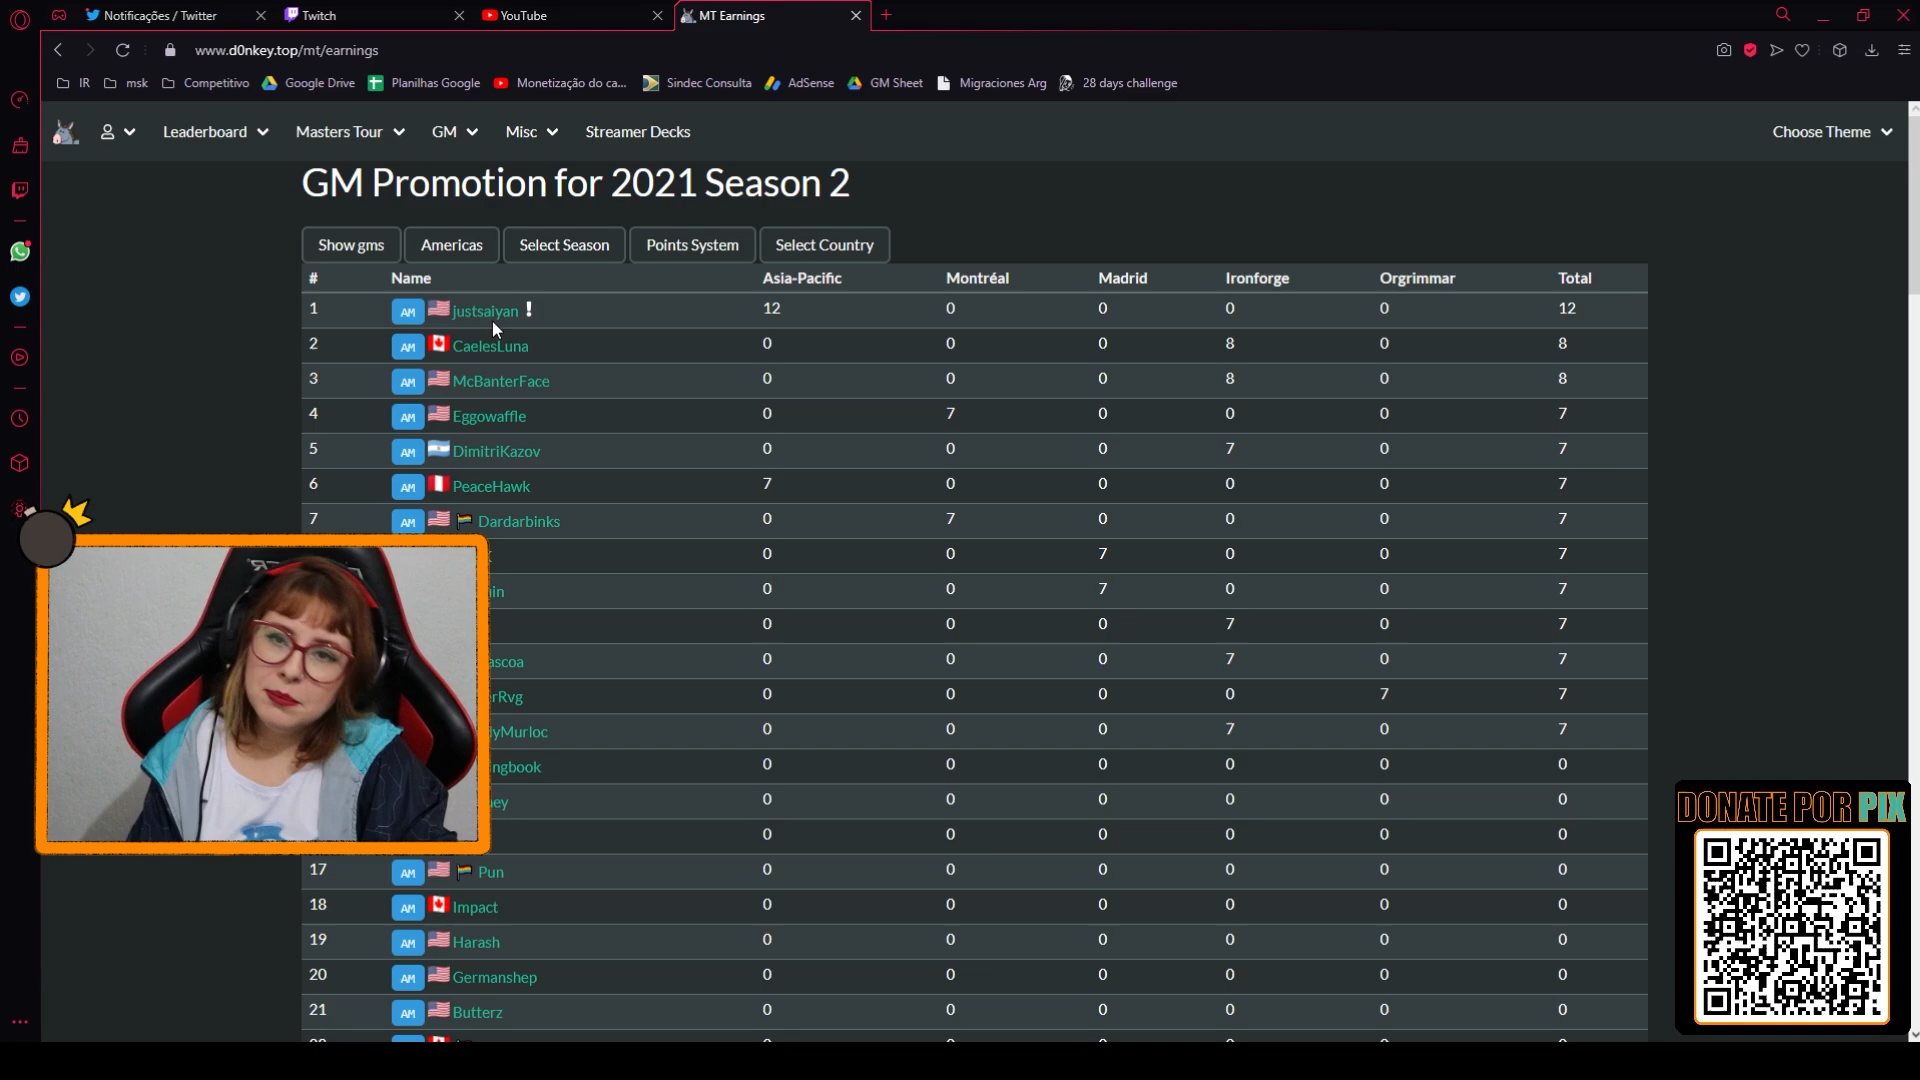 Notificações / Twitter
Twitch
YouTube
MT Earnings
www.d0nkey.top/mt/earnings
IR
msk
Competitivo
Google Drive
Planilhas Google
Monetização do ca...
Sindec Consulta
AdSense
GM Sheet
Migraciones Arg
28 days challenge
Leaderboard
Masters Tour
GM
Misc
Streamer Decks
Choose Theme
GM Promotion for 2021 Season 2
Show gms
Americas
Select Season
Points System
Select Country
# Name Asia-Pacific Montréal Madrid Ironforge Orgrimmar Total
1 AM justsaiyan ! 12 0 0 0 0 12
2 AM CaelesLuna 0 0 0 8 0 8
3 AM McBanterFace 0 0 0 8 0 8
4 AM Eggowaffle 0 7 0 0 0 7
5 AM DimitriKazov 0 0 0 7 0 7
6 AM PeaceHawk 7 0 0 0 0 7
7 AM Dardarbinks 0 7 0 0 0 7
0 0 7 0 0 7
in 0 0 7 0 0 7
0 0 0 7 0 7
ascoa 0 0 0 7 0 7
erRvg 0 0 0 0 7 7
yMurloc 0 0 0 7 0 7
ngbook 0 0 0 0 0 0
ey 0 0 0 0 0 0
0 0 0 0 0 0
17 AM Pun 0 0 0 0 0 0
18 AM Impact 0 0 0 0 0 0
19 AM Harash 0 0 0 0 0 0
20 AM Germanshep 0 0 0 0 0 0
21 AM Butterz 0 0 0 0 0 0
DONATE POR PIX